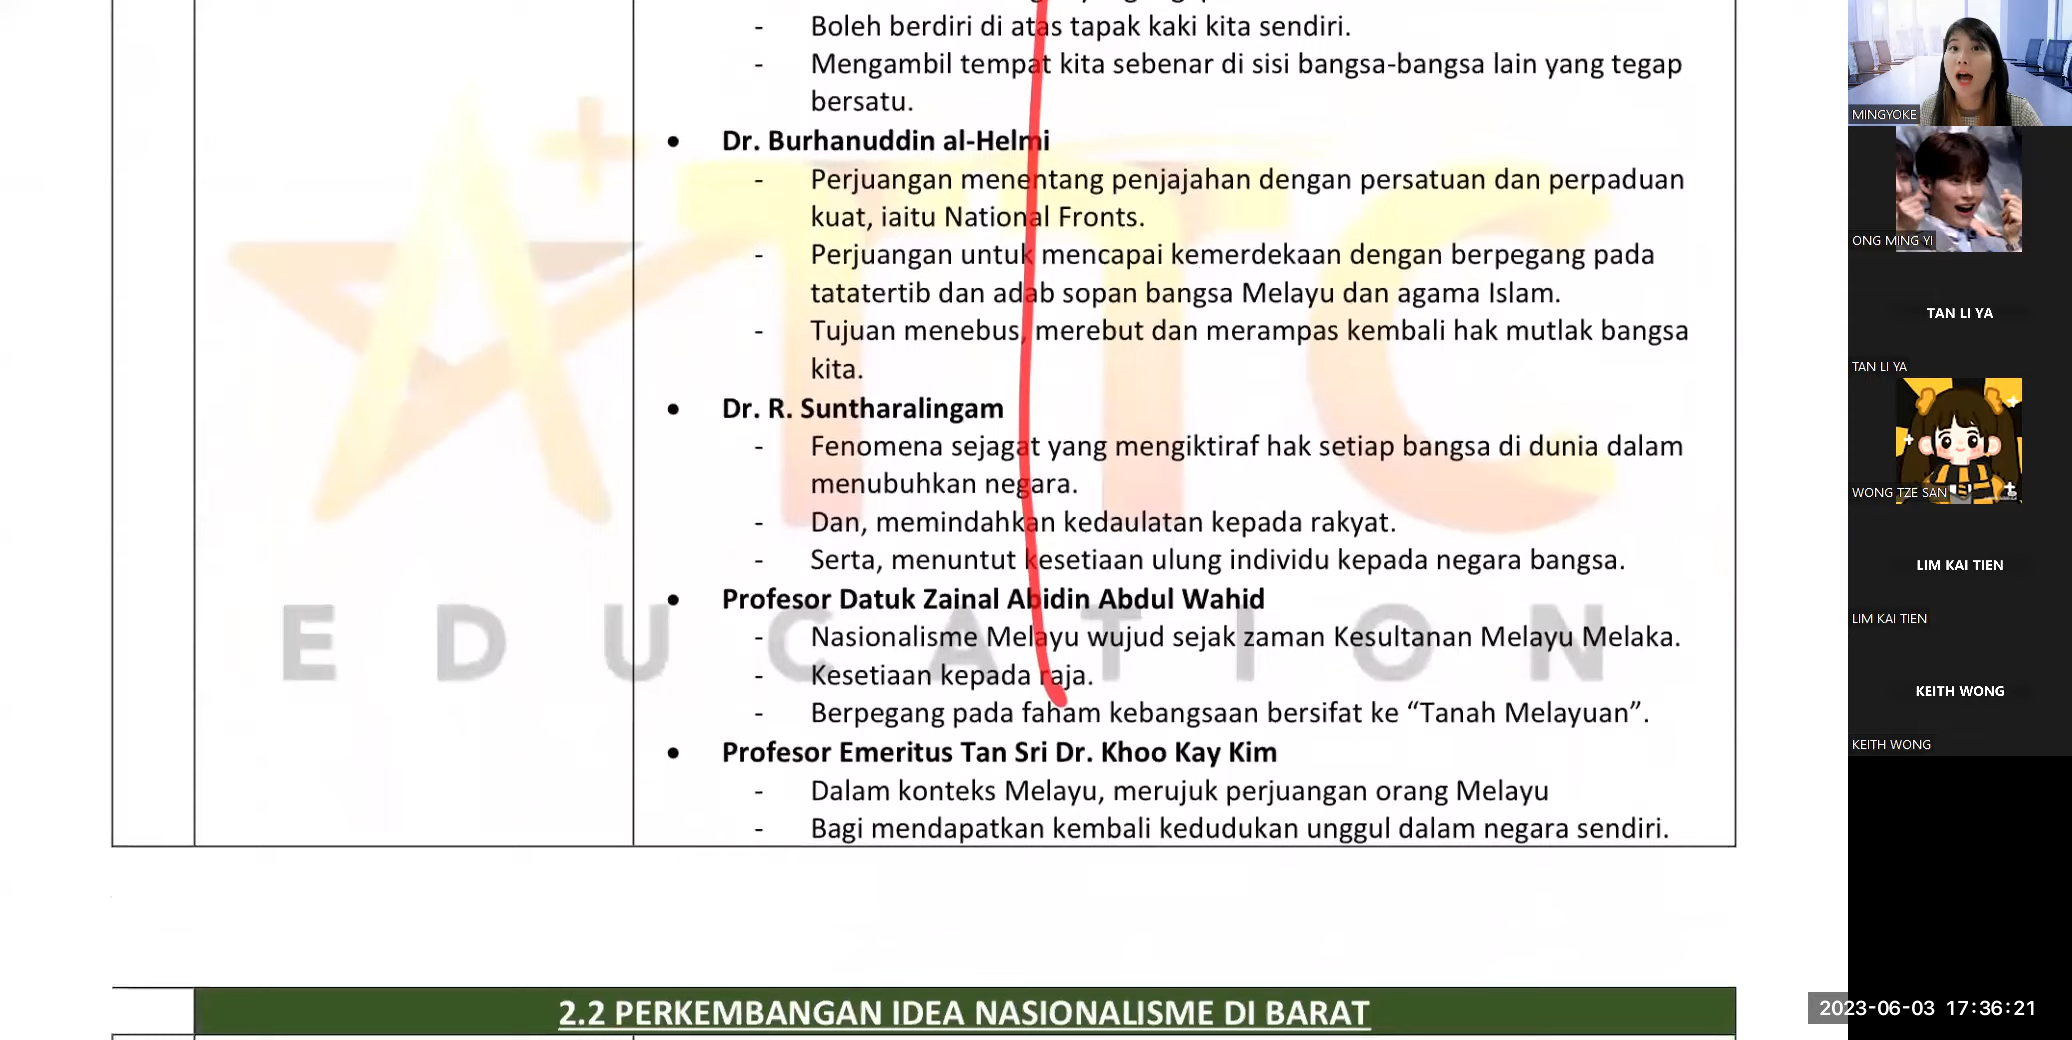 - Boleh berdiri di atas tapak kaki kita sendiri.
- Mengambil tempat kita sebenar di sisi bangsa-bangsa lain yang tegap
bersatu.
• Dr. Burhanuddin al-Helmi
- Perjuangan menentang penjajahan dengan persatuan dan perpaduan
kuat, iaitu National Fronts.
- Perjuangan untuk mencapai kemerdekaan dengan berpegang pada
tatatertib dan adab sopan bangsa Melayu dan agama Islam.
- Tujuan menebus, merebut dan merampas kembali hak mutlak bangsa
kita.
• Dr. R. Suntharalingam
- Fenomena sejagat yang mengiktiraf hak setiap bangsa di dunia dalam
menubuhkan negara.
- Dan, memindahkan kedaulatan kepada rakyat.
- Serta, menuntut kesetiaan ulung individu kepada negara bangsa.
• Profesor Datuk Zainal Abidin Abdul Wahid
- Nasionalisme Melayu wujud sejak zaman Kesultanan Melayu Melaka.
- Kesetiaan kepada raja.
- Berpegang pada faham kebangsaan bersifat ke “Tanah Melayuan”.
• Profesor Emeritus Tan Sri Dr. Khoo Kay Kim
- Dalam konteks Melayu, merujuk perjuangan orang Melayu
- Bagi mendapatkan kembali kedudukan unggul dalam negara sendiri.
2.2 PERKEMBANGAN IDEA NASIONALISME DI BARAT
A+TTC
EDUCATION
MINGYOKE
ONG MING YI
TAN LI YA
TAN LI YA
WONG TZE SAN
LIM KAI TIEN
LIM KAI TIEN
KEITH WONG
KEITH WONG
2023-06-03 17:36:21